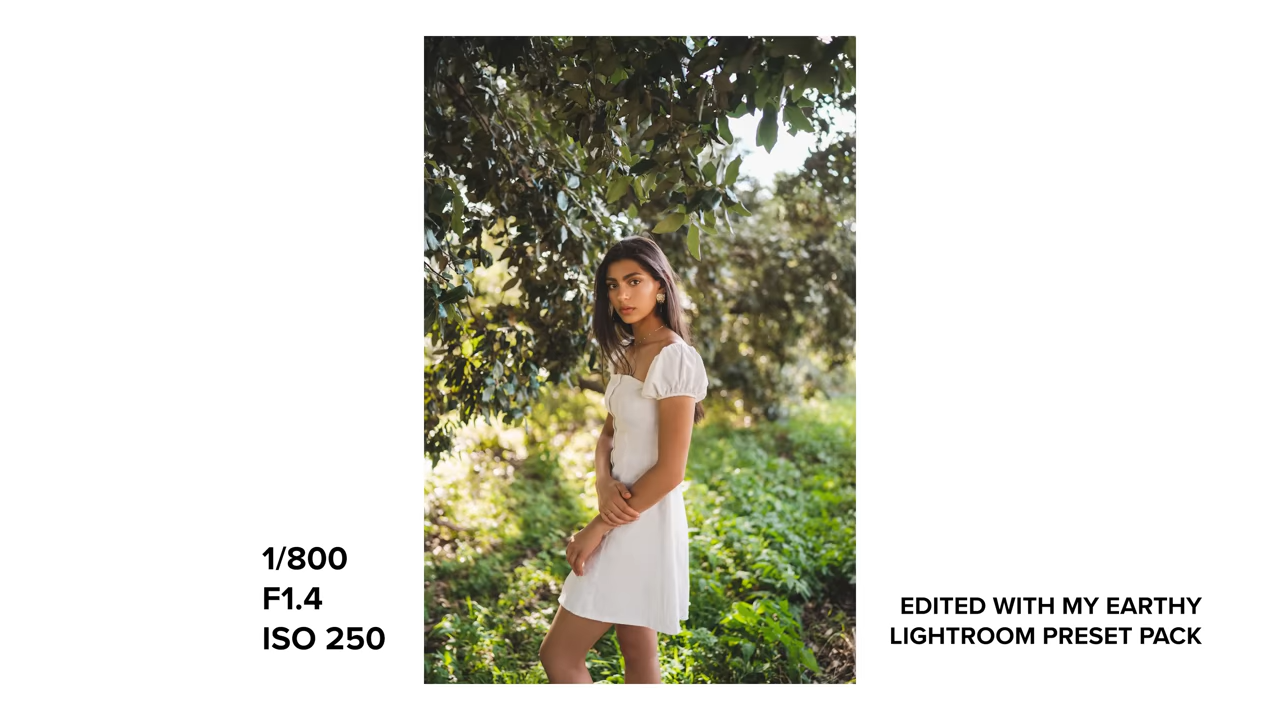 1/800
F1.4
ISO 250
EDITED WITH MY EARTHY
LIGHTROOM PRESET PACK